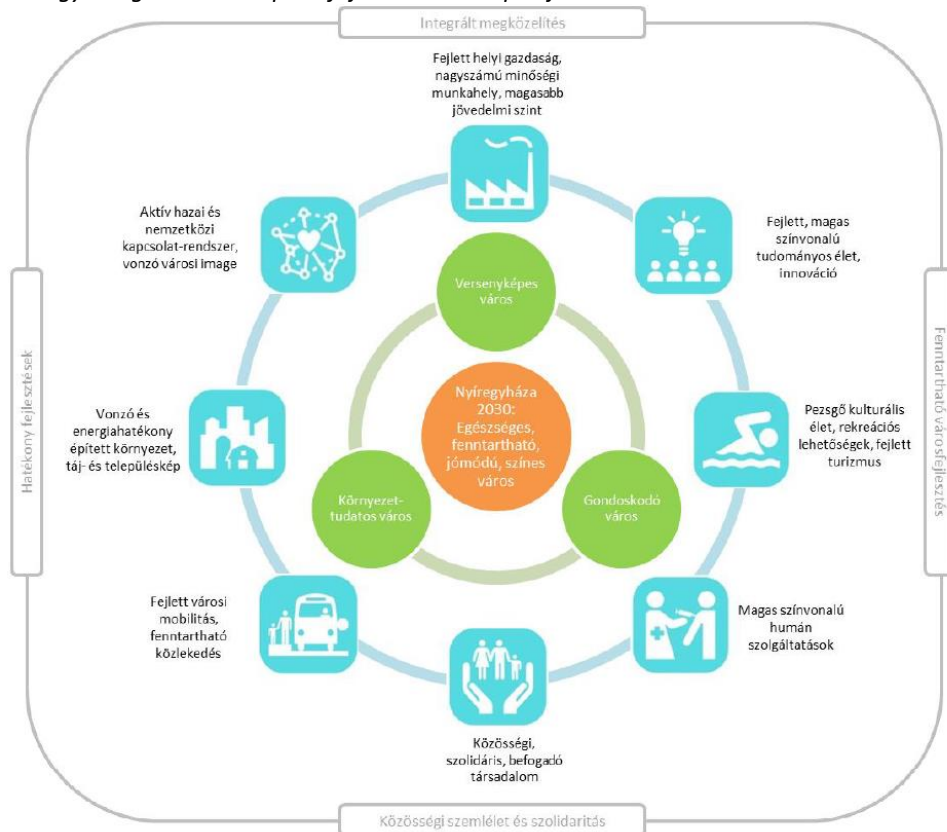 Integrált megközelítés
Fejlett helyi gazdaság,
nagyszámú minőségi
munkahely, magasabb
jövedelmi szint
Aktív hazai és
nemzetközi
kapcsolat-rendszer,
vonzó városi image
Fejlett, magas
színvonalú
tudományos élet,
innováció
Versenyképes
város
Hatékony fejlesztések
Vonzó és
energiahatékony
épített környezet,
táj- és településkép
Nyíregyháza
2030:
Egészséges,
fenntartható,
jómódú, színes
város
Pezsgő kulturális
élet, rekreációs
lehetőségek, fejlett
turizmus
Fenntartható városfejlesztés
Környezet-
tudatos város
Gondoskodó
város
Fejlett városi
mobilitás,
fenntartható
közlekedés
Magas színvonalú
humán
szolgáltatások
Közösségi,
szolidáris, befogadó
társadalom
Közösségi szemlélet és szolidaritás